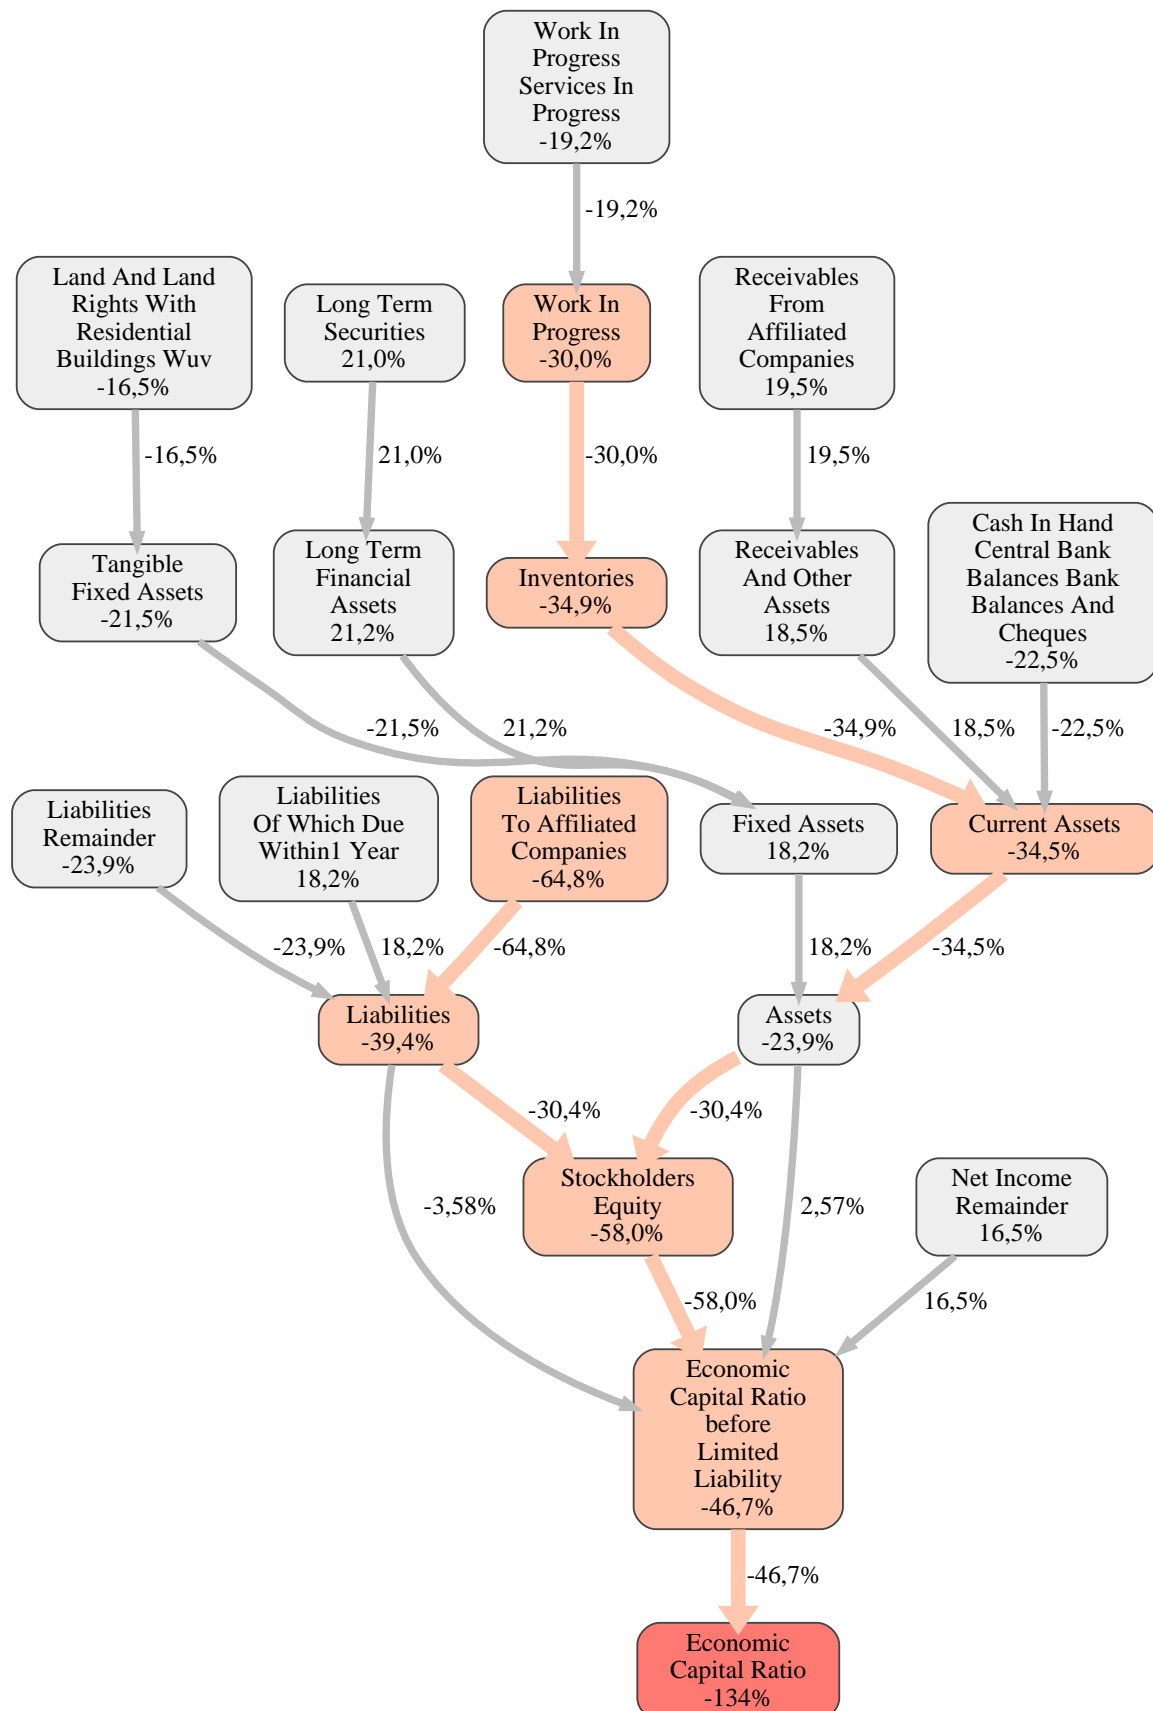 Work In
Progress
Services In
Progress
-19,2%
-19,2%
Land And Land
Rights With
Residential
Buildings Wuv
-16,5%
Long Term
Securities
21,0%
Work In
Progress
-30,0%
Receivables
From
Affiliated
Companies
19,5%
-16,5%
21,0%
-30,0%
19,5%
Tangible
Fixed Assets
-21,5%
Long Term
Financial
Assets
21,2%
Inventories
-34,9%
Receivables
And Other
Assets
18,5%
Cash In Hand
Central Bank
Balances Bank
Balances And
Cheques
-22,5%
-21,5%
21,2%
-34,9%
18,5%
-22,5%
Liabilities
Remainder
-23,9%
Liabilities
Of Which Due
Within1 Year
18,2%
Liabilities
To Affiliated
Companies
-64,8%
Fixed Assets
18,2%
Current Assets
-34,5%
-23,9%
18,2%
-64,8%
18,2%
-34,5%
Liabilities
-39,4%
Assets
-23,9%
-30,4%
-30,4%
Stockholders
Equity
-58,0%
Net Income
Remainder
16,5%
-3,58%
2,57%
-58,0%
16,5%
Economic
Capital Ratio
before
Limited
Liability
-46,7%
-46,7%
Economic
Capital Ratio
-134%